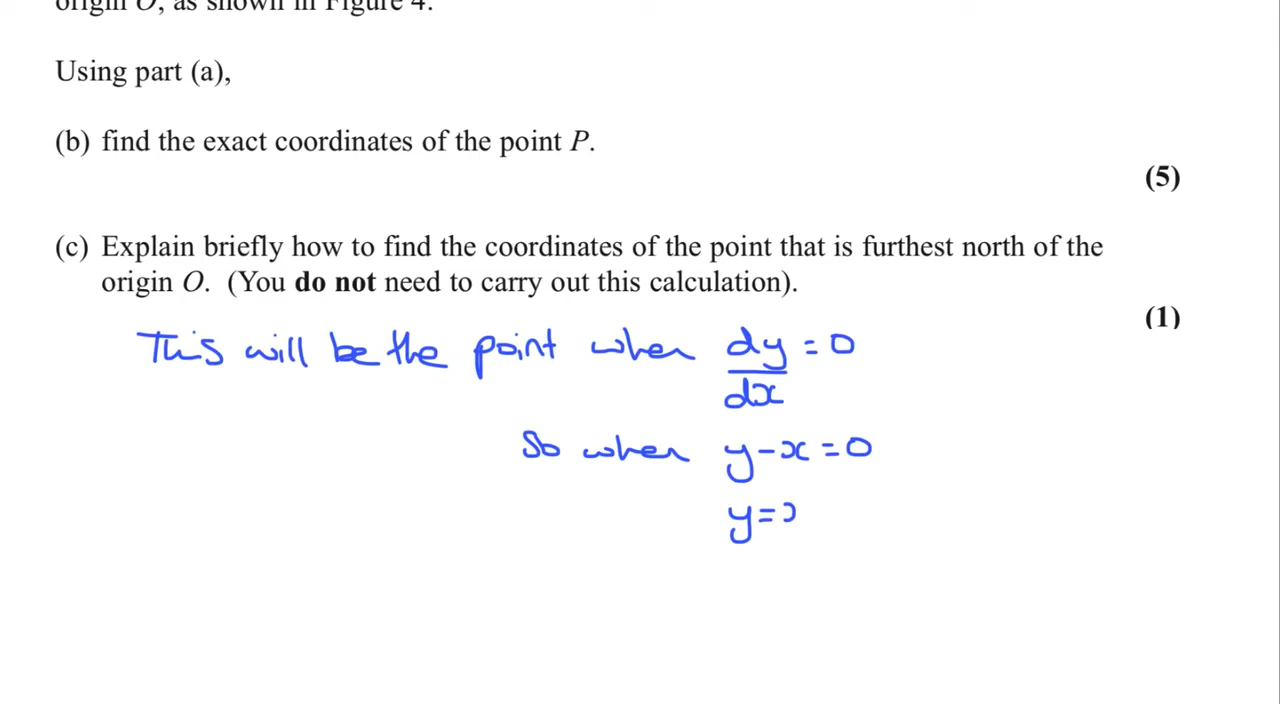 origin O, as shown in Figure 4.
Using part (a),
(b) find the exact coordinates of the point P.
(5)
(c) Explain briefly how to find the coordinates of the point that is furthest north of the
origin O. (You do not need to carry out this calculation).
(1)
This will be the point when dy/dx = 0
So when y - x = 0
y =